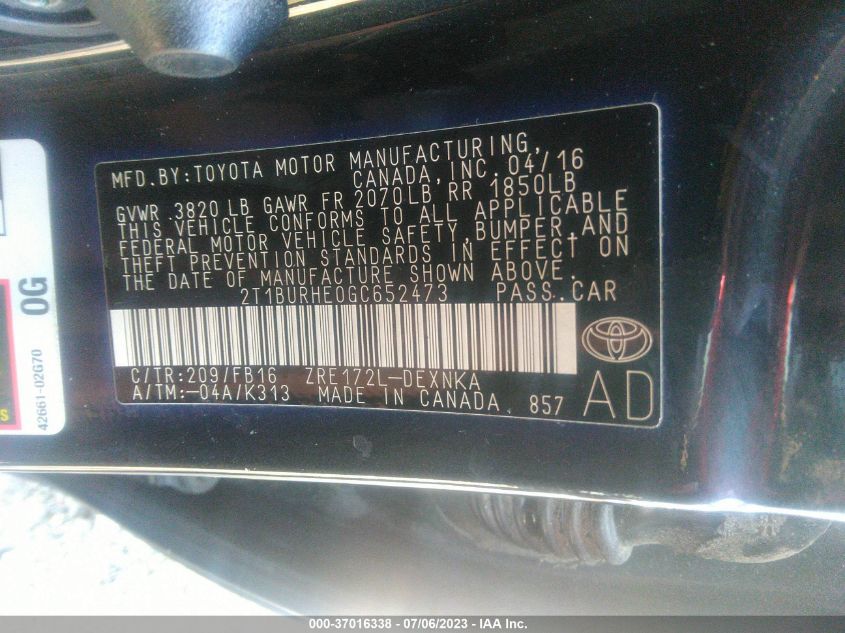 MFD.BY:TOYOTA MOTOR MANUFACTURING,
CANADA, INC. 04/16
GVWR 3820 LB GAWR FR 2070LB RR 1850LB
THIS VEHICLE CONFORMS TO ALL APPLICABLE
FEDERAL MOTOR VEHICLE SAFETY, BUMPER, AND
THEFT PREVENTION STANDARDS IN EFFECT ON
THE DATE OF MANUFACTURE SHOWN ABOVE.
2T1BURHE0GC652473 PASS.CAR
C/TR:209/FB16 ZRE172L-DEXNKA
A/TM:-04A/K313 MADE IN CANADA 857
AD
0G
42661-02G70
000-37016338 - 07/06/2023 - IAA Inc.